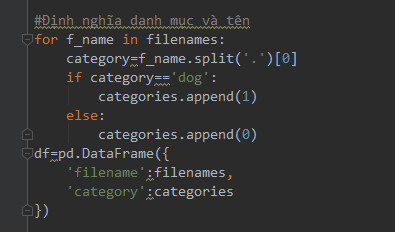 #Định nghĩa danh mục và tên
for f_name in filenames:
    category=f_name.split('.')[0]
    if category=='dog':
        categories.append(1)
    else:
        categories.append(0)
df=pd.DataFrame({
    'filename':filenames,
    'category':categories
})